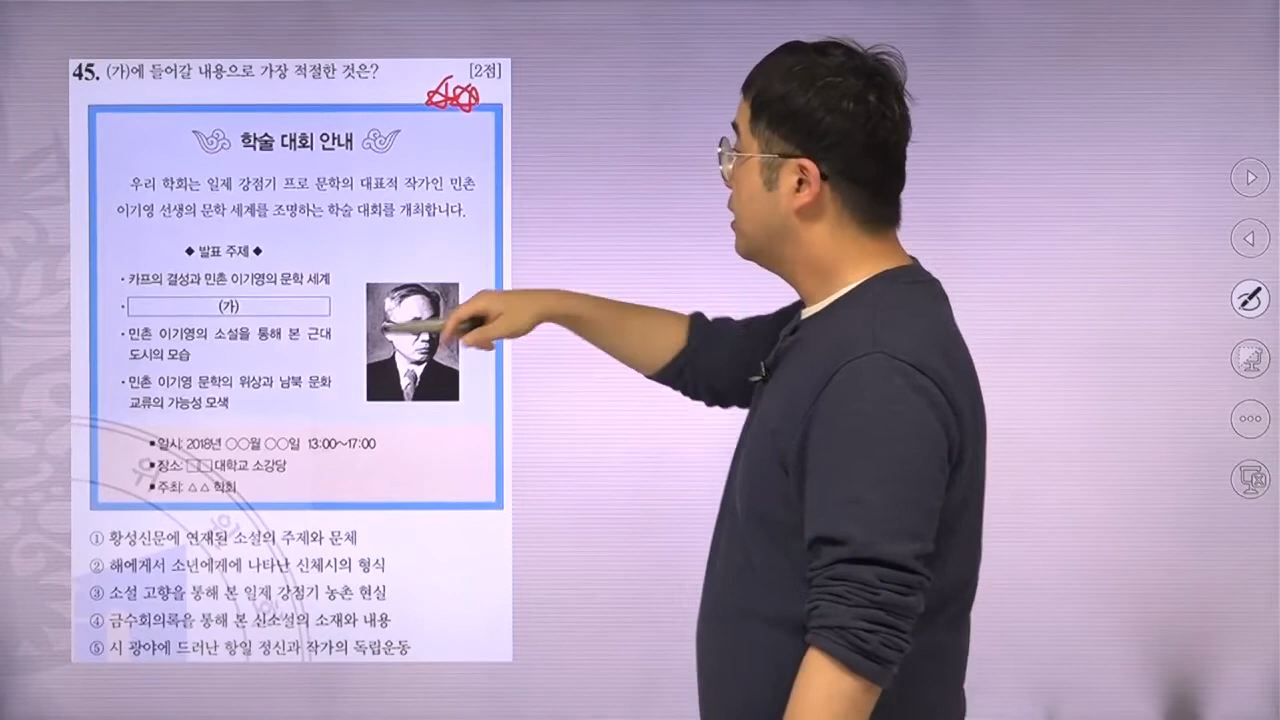 45. (가)에 들어갈 내용으로 가장 적절한 것은? [2점]
학술 대회 안내
우리 학회는 일제 강점기 프로 문학의 대표적 작가인 민촌
이기영 선생의 문학 세계를 조명하는 학술 대회를 개최합니다.
◆ 발표 주제 ◆
· 카프의 결성과 민촌 이기영의 문학 세계
· (가)
· 민촌 이기영의 소설을 통해 본 근대
도시의 모습
· 민촌 이기영 문학의 위상과 남북 문화
교류의 가능성 모색
■ 일시: 2018년 ○○월 ○○일 13:00~17:00
■ 장소: □□대학교 소강당
■ 주최: △△학회
① 황성신문에 연재된 소설의 주제와 문체
② 해에게서 소년에게에 나타난 신체시의 형식
③ 소설 고향을 통해 본 일제 강점기 농촌 현실
④ 금수회의록을 통해 본 신소설의 소재와 내용
⑤ 시 광야에 드러난 항일 정신과 작가의 독립운동